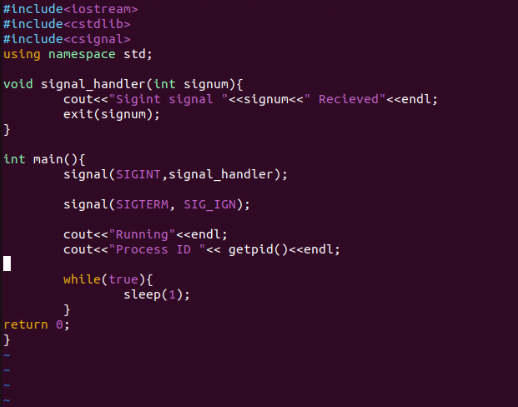 #include<iostream>
#include<cstdlib>
#include<csignal>
using namespace std;
void signal_handler(int signum){
cout<<"Sigint signal "<<signum<<" Recieved"<<endl;
exit(signum);
}
int main(){
signal(SIGINT,signal_handler);
signal(SIGTERM, SIG_IGN);
cout<<"Running"<<endl;
cout<<"Process ID "<< getpid()<<endl;
while(true){
sleep(1);
}
return 0;
}
~
~
~
~